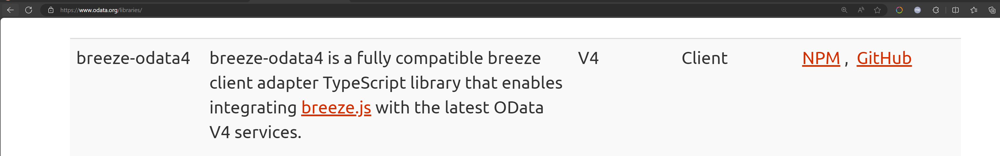 https://www.odata.org/libraries/
breeze-odata4 breeze-odata4 is a fully compatible breeze V4 Client NPM , GitHub
client adapter TypeScript library that enables
integrating breeze.js with the latest OData
V4 services.